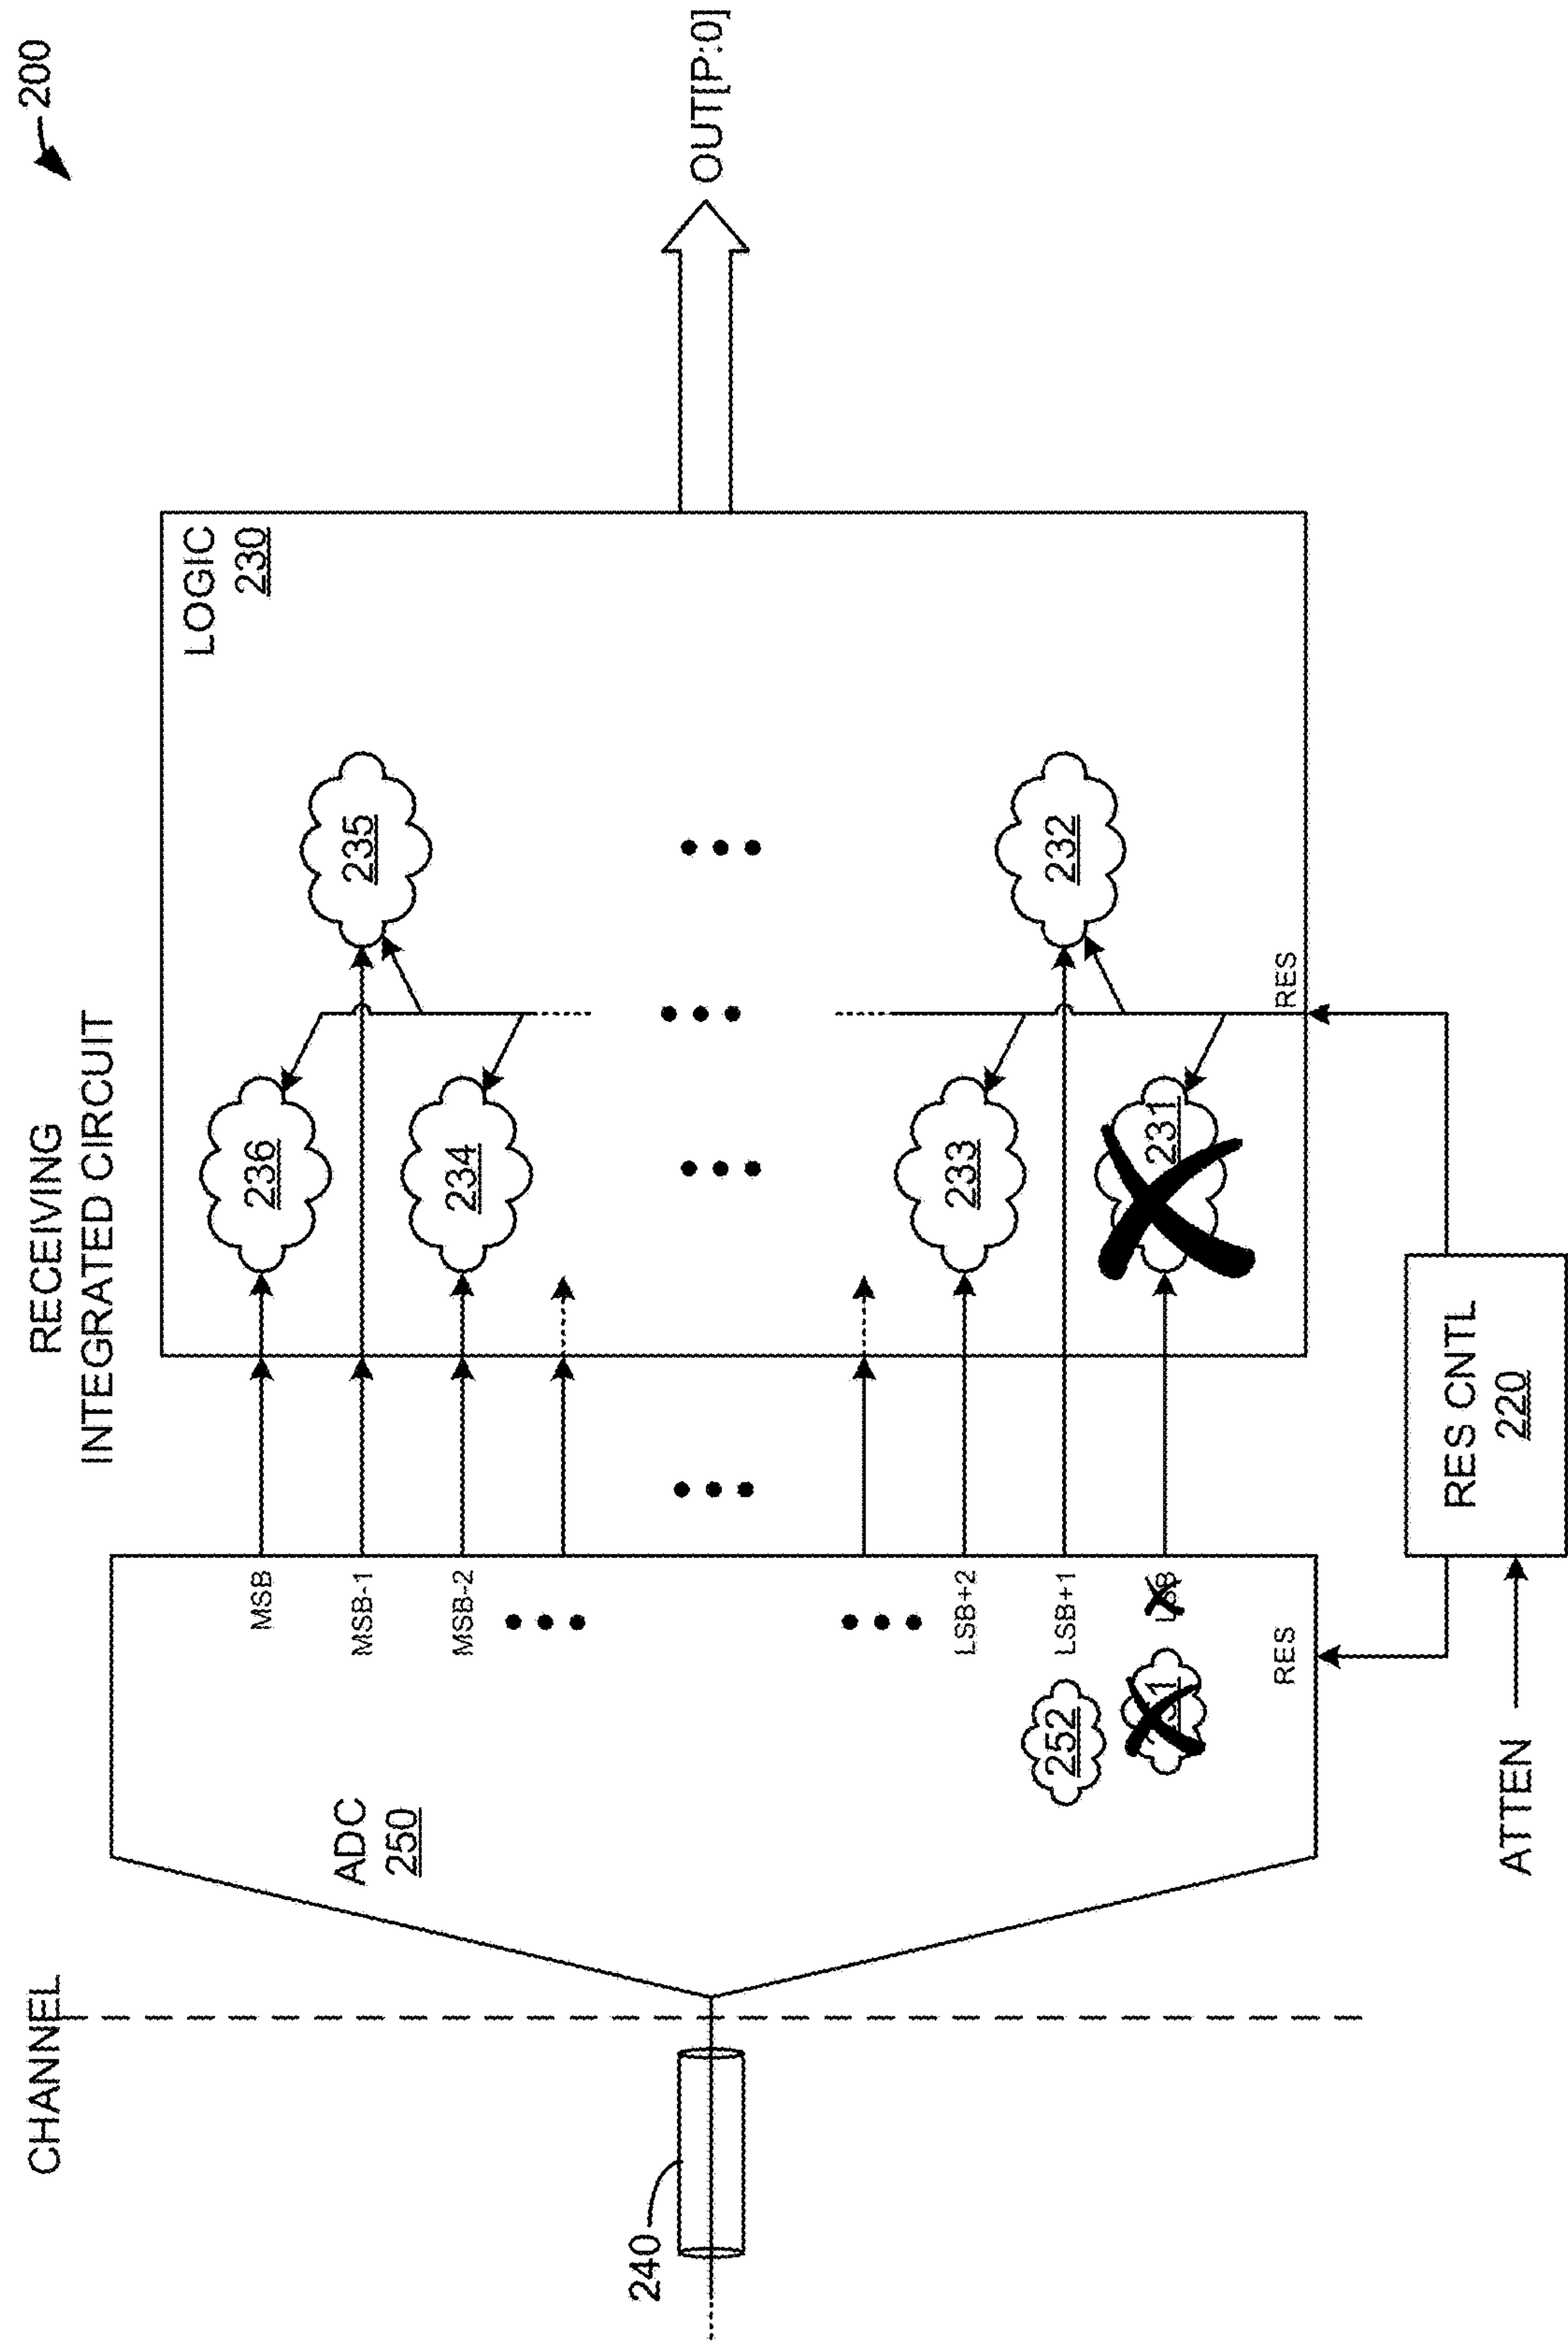 200
CHANNEL
RECEIVING
INTEGRATED CIRCUIT
240
ADC
250
MSB
MSB-1
MSB-2
LSB+2
LSB+1
LSB
252
RES
LOGIC
230
236
235
234
233
232
231
RES
OUT[P:0]
RES CNTL
220
ATTEN